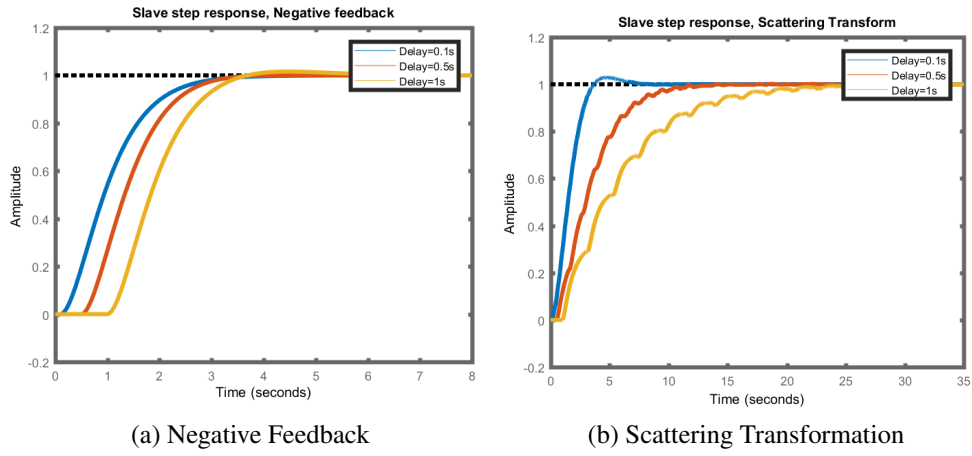 Slave step response, Negative feedback
1.2
1
0.8
0.6
0.4
0.2
0
-0.2
Amplitude
Delay=0.1s
Delay=0.5s
Delay=1s
0 1 2 3 4 5 6 7 8
Time (seconds)
(a) Negative Feedback
Slave step response, Scattering Transform
1.2
1
0.8
0.6
0.4
0.2
0
-0.2
Amplitude
Delay=0.1s
Delay=0.5s
Delay=1s
0 5 10 15 20 25 30 35
Time (seconds)
(b) Scattering Transformation